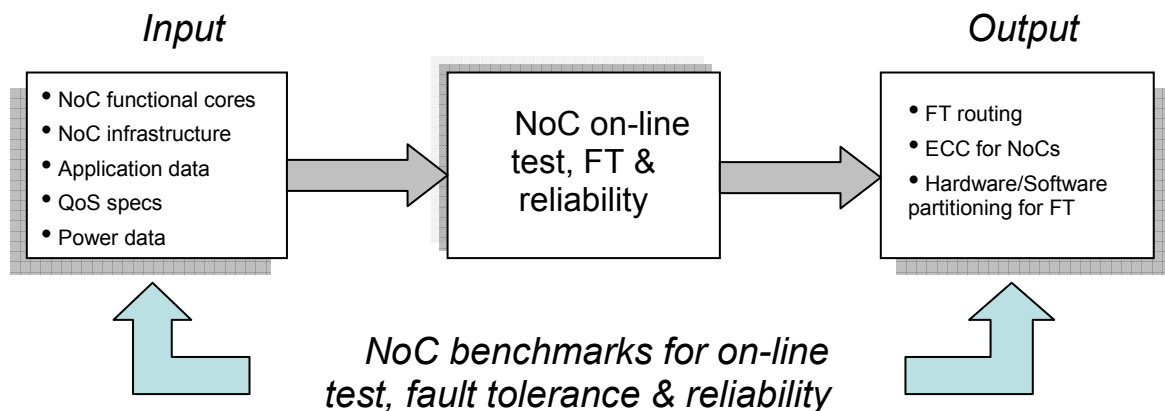 Input
Output
• NoC functional cores
• NoC infrastructure
• Application data
• QoS specs
• Power data
NoC on-line
test, FT &
reliability
• FT routing
• ECC for NoCs
• Hardware/Software
partitioning for FT
NoC benchmarks for on-line
test, fault tolerance & reliability